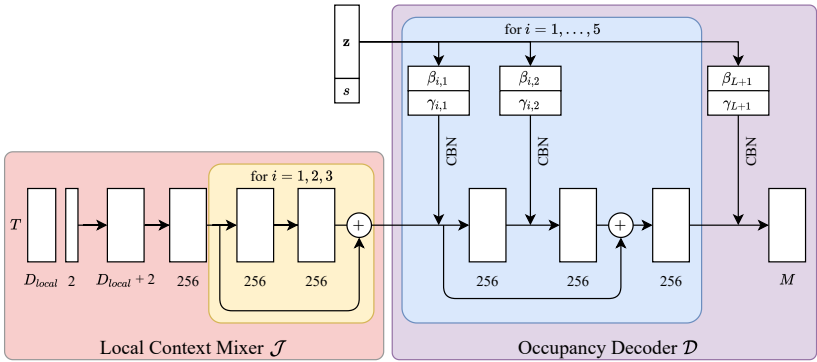 z
s
for i = 1, . . . , 5
β_{i,1}
γ_{i,1}
β_{i,2}
γ_{i,2}
β_{L+1}
γ_{L+1}
CBN
CBN
CBN
for i = 1, 2, 3
T
+
+
D_{local}
2
D_{local} + 2
256
256
256
256
256
256
M
Local Context Mixer 𝒥
Occupancy Decoder 𝒟